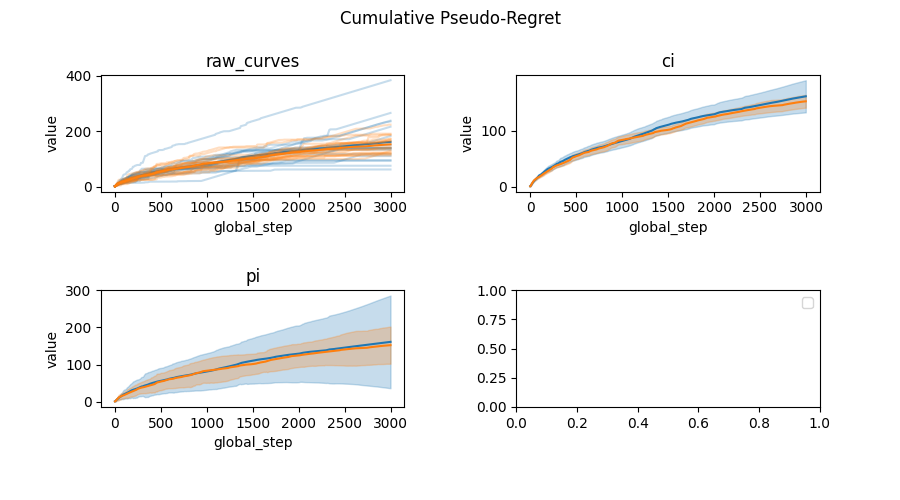 Cumulative Pseudo-Regret
raw_curves
400
200
0
value
0 500 1000 1500 2000 2500 3000
global_step
ci
100
0
value
0 500 1000 1500 2000 2500 3000
global_step
pi
300
200
100
0
value
0 500 1000 1500 2000 2500 3000
global_step
1.00
0.75
0.50
0.25
0.00
0.0 0.2 0.4 0.6 0.8 1.0